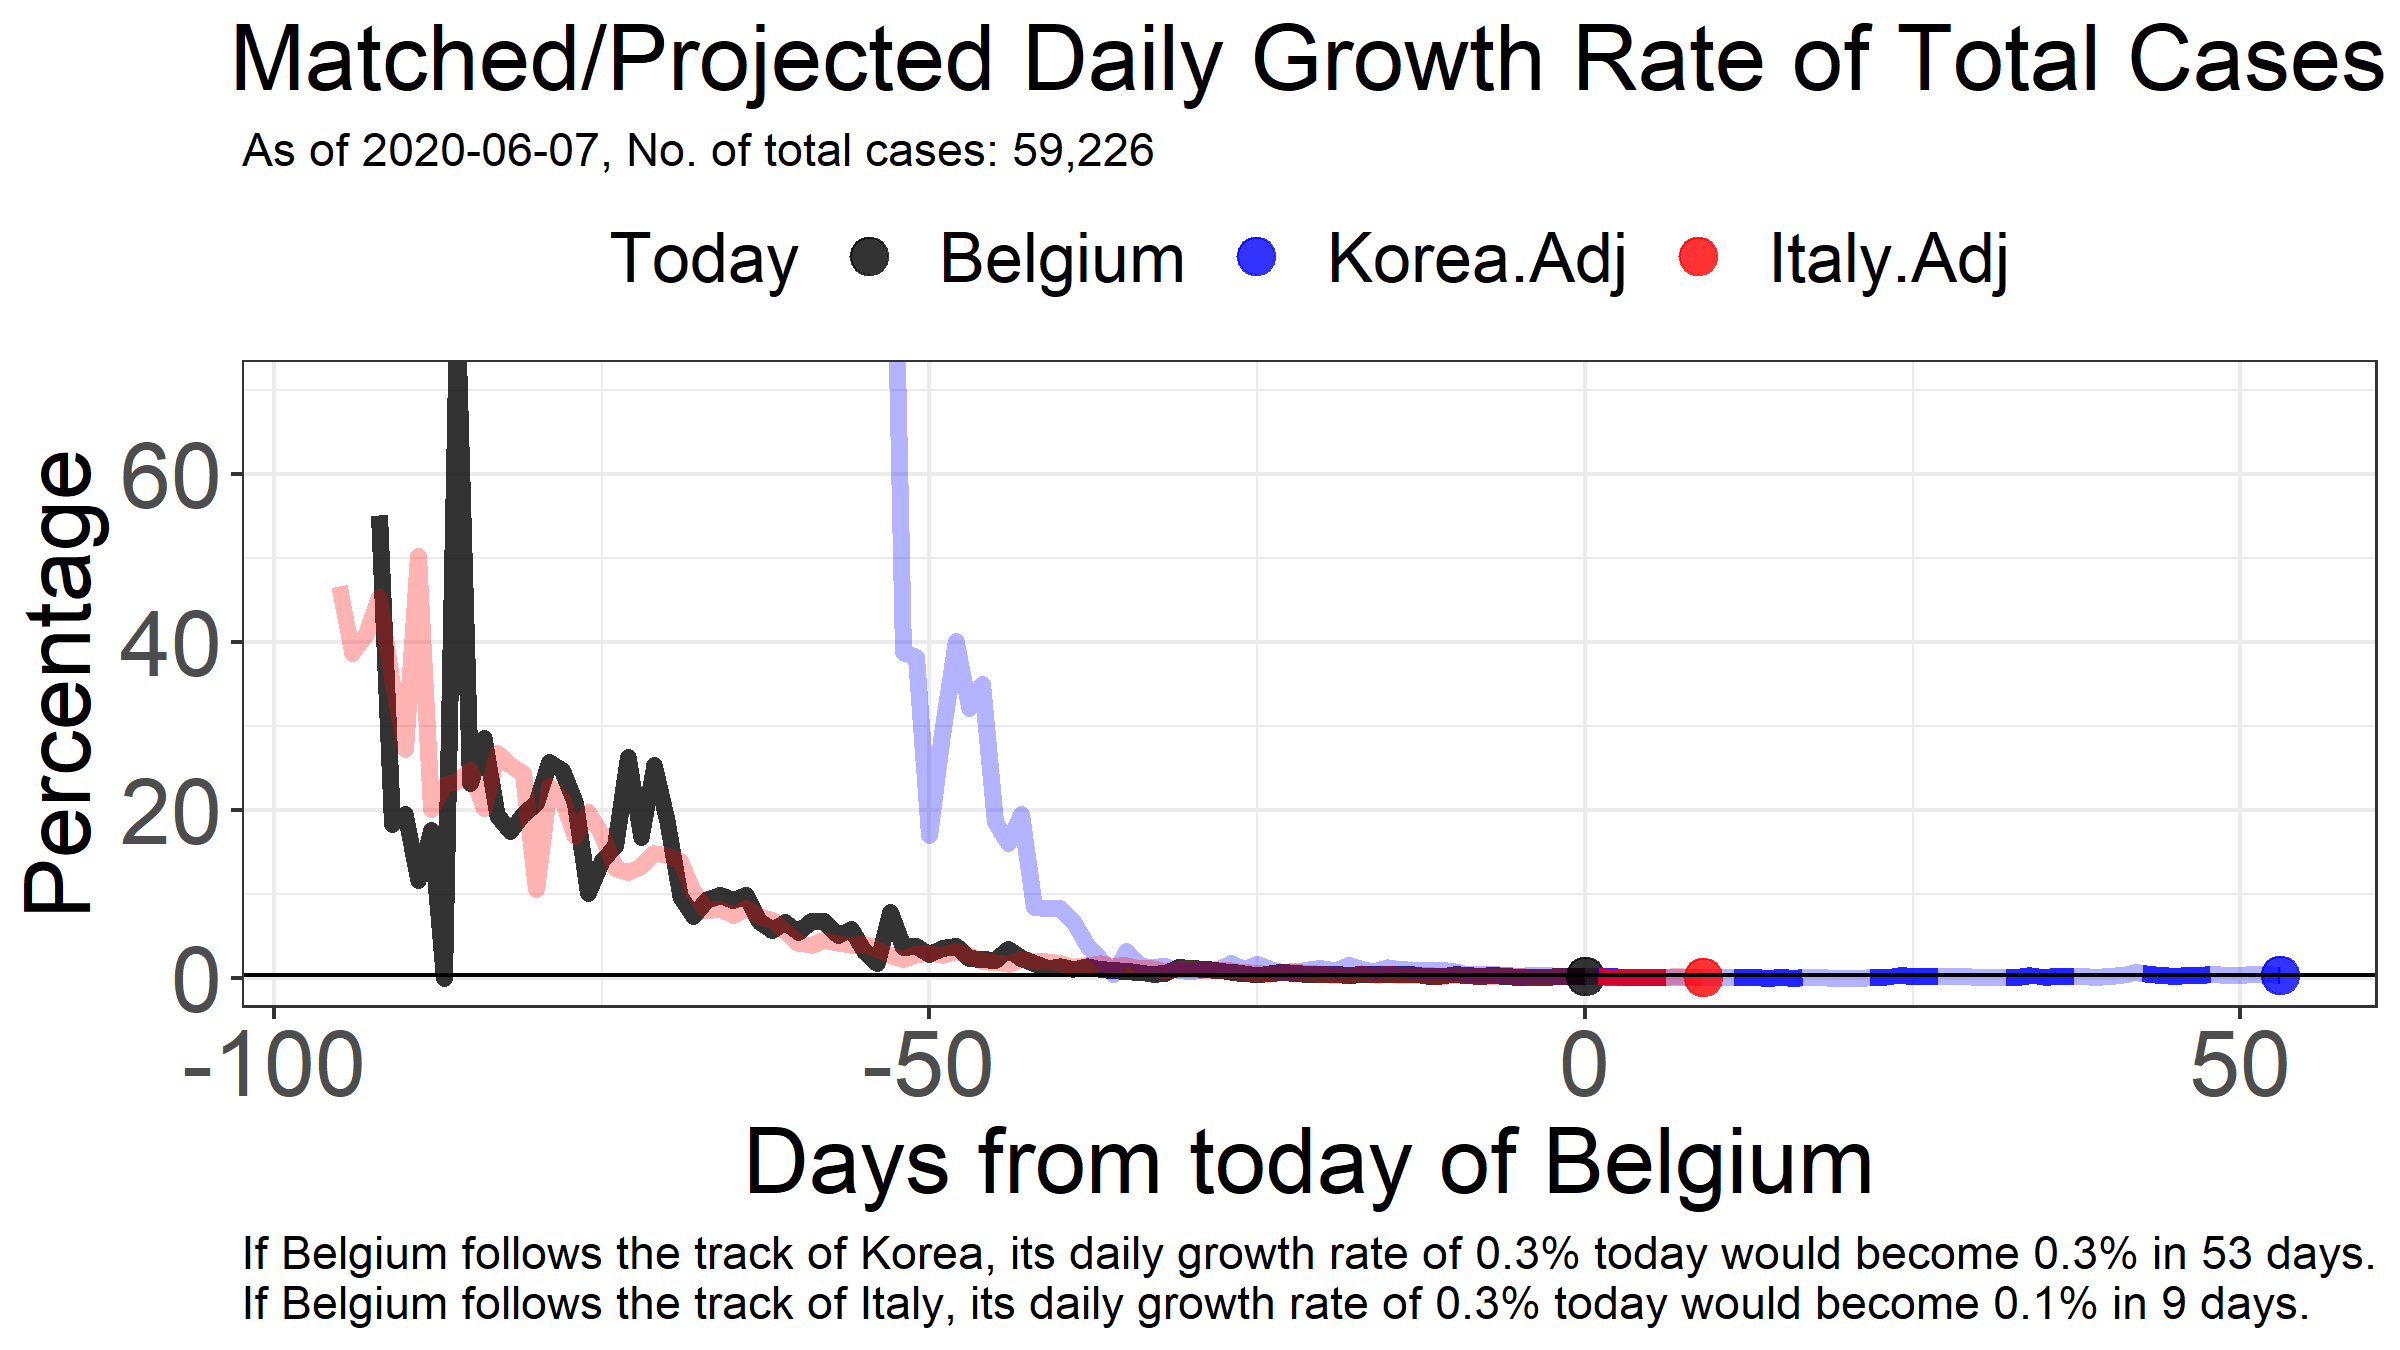 Matched/Projected Daily Growth Rate of Total Cases
As of 2020-06-07, No. of total cases: 59,226
Today Belgium Korea.Adj Italy.Adj
Percentage
60
40
20
0
-100 -50 0 50
Days from today of Belgium
If Belgium follows the track of Korea, its daily growth rate of 0.3% today would become 0.3% in 53 days.
If Belgium follows the track of Italy, its daily growth rate of 0.3% today would become 0.1% in 9 days.